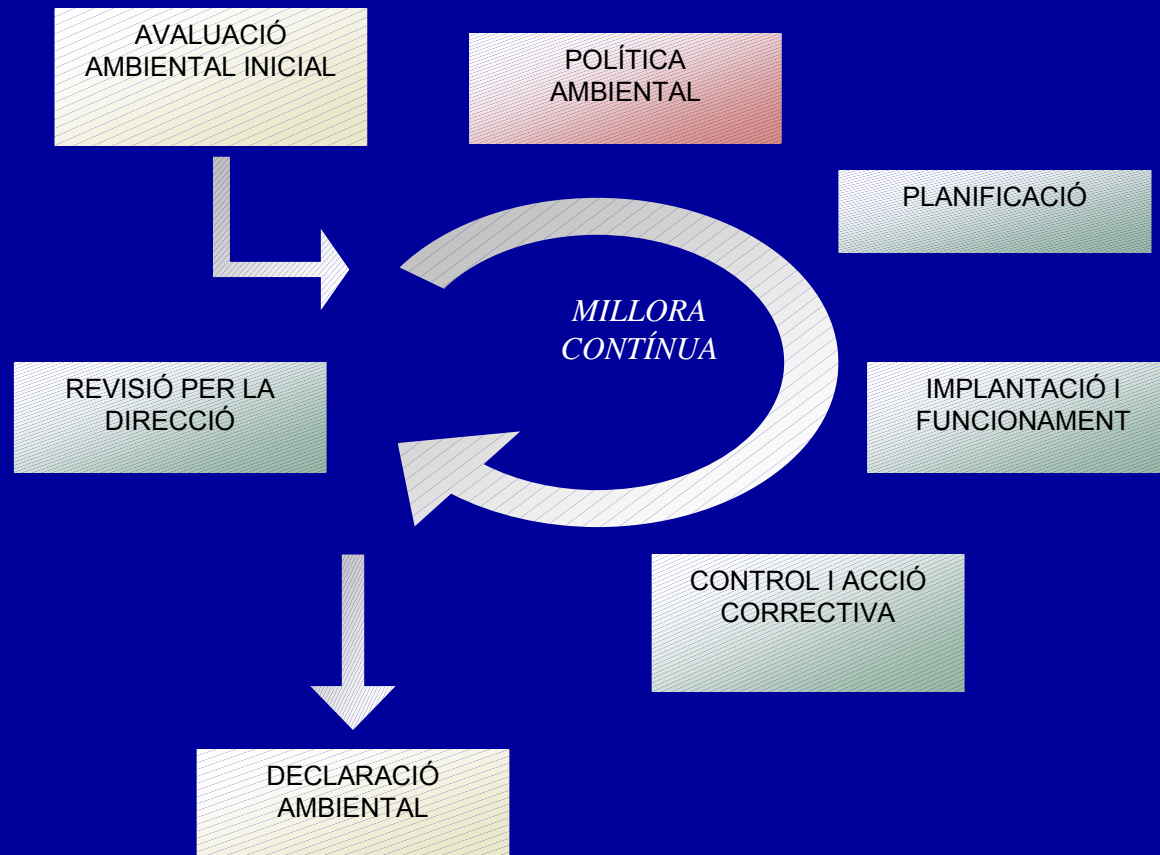 AVALUACIÓ
AMBIENTAL INICIAL
POLÍTICA
AMBIENTAL
PLANIFICACIÓ
MILLORA
CONTÍNUA
REVISIÓ PER LA
DIRECCIÓ
IMPLANTACIÓ I
FUNCIONAMENT
CONTROL I ACCIÓ
CORRECTIVA
DECLARACIÓ
AMBIENTAL